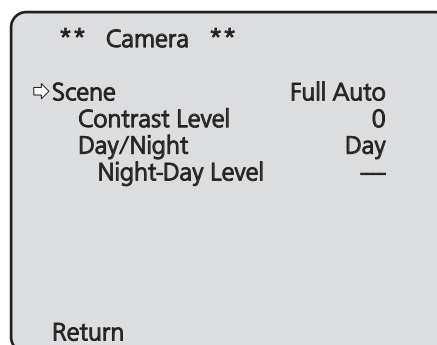 ** Camera **
⇨Scene Full Auto
Contrast Level 0
Day/Night Day
Night-Day Level —
Return